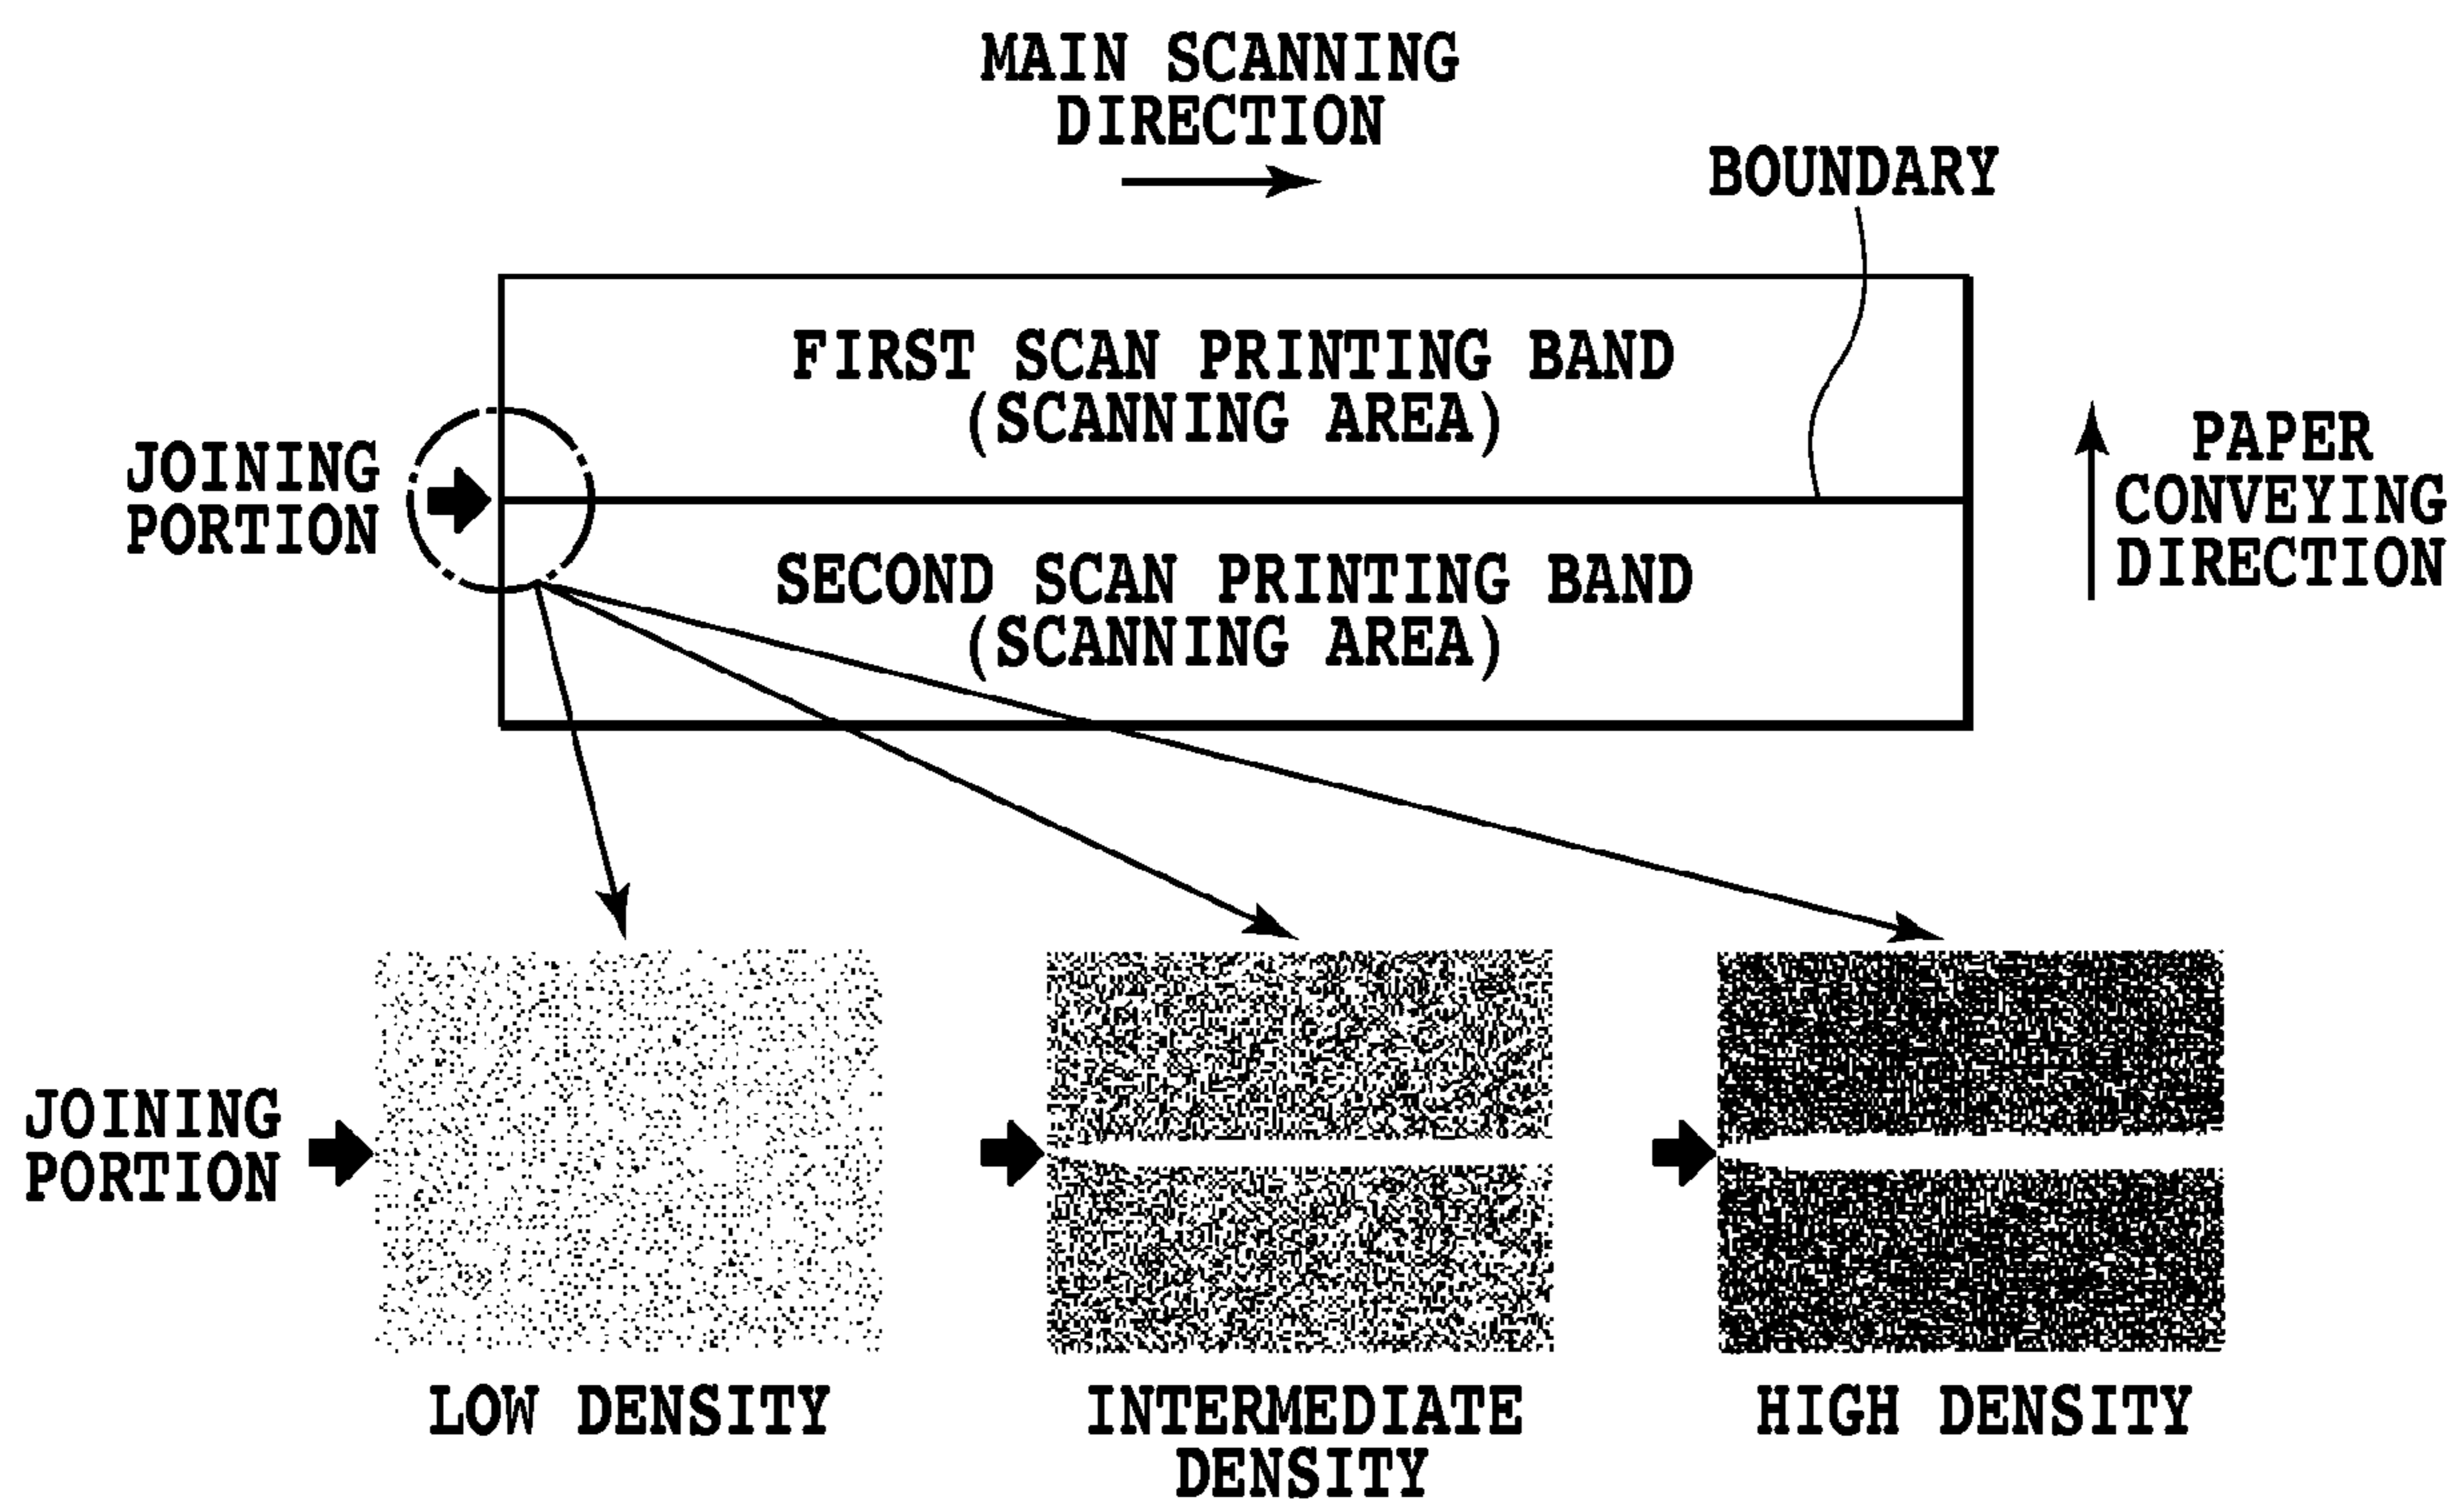 MAIN SCANNING
DIRECTION
BOUNDARY
FIRST SCAN PRINTING BAND
(SCANNING AREA)
JOINING
PORTION
PAPER
CONVEYING
DIRECTION
SECOND SCAN PRINTING BAND
(SCANNING AREA)
JOINING
PORTION
LOW DENSITY
INTERMEDIATE
DENSITY
HIGH DENSITY